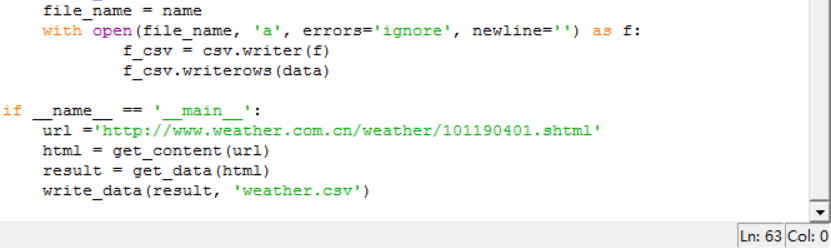 file_name = name
with open(file_name, 'a', errors='ignore', newline='') as f:
f_csv = csv.writer(f)
f_csv.writerows(data)
if __name__ == '__main__':
url ='http://www.weather.com.cn/weather/101190401.shtml'
html = get_content(url)
result = get_data(html)
write_data(result, 'weather.csv')
Ln: 63 Col: 0